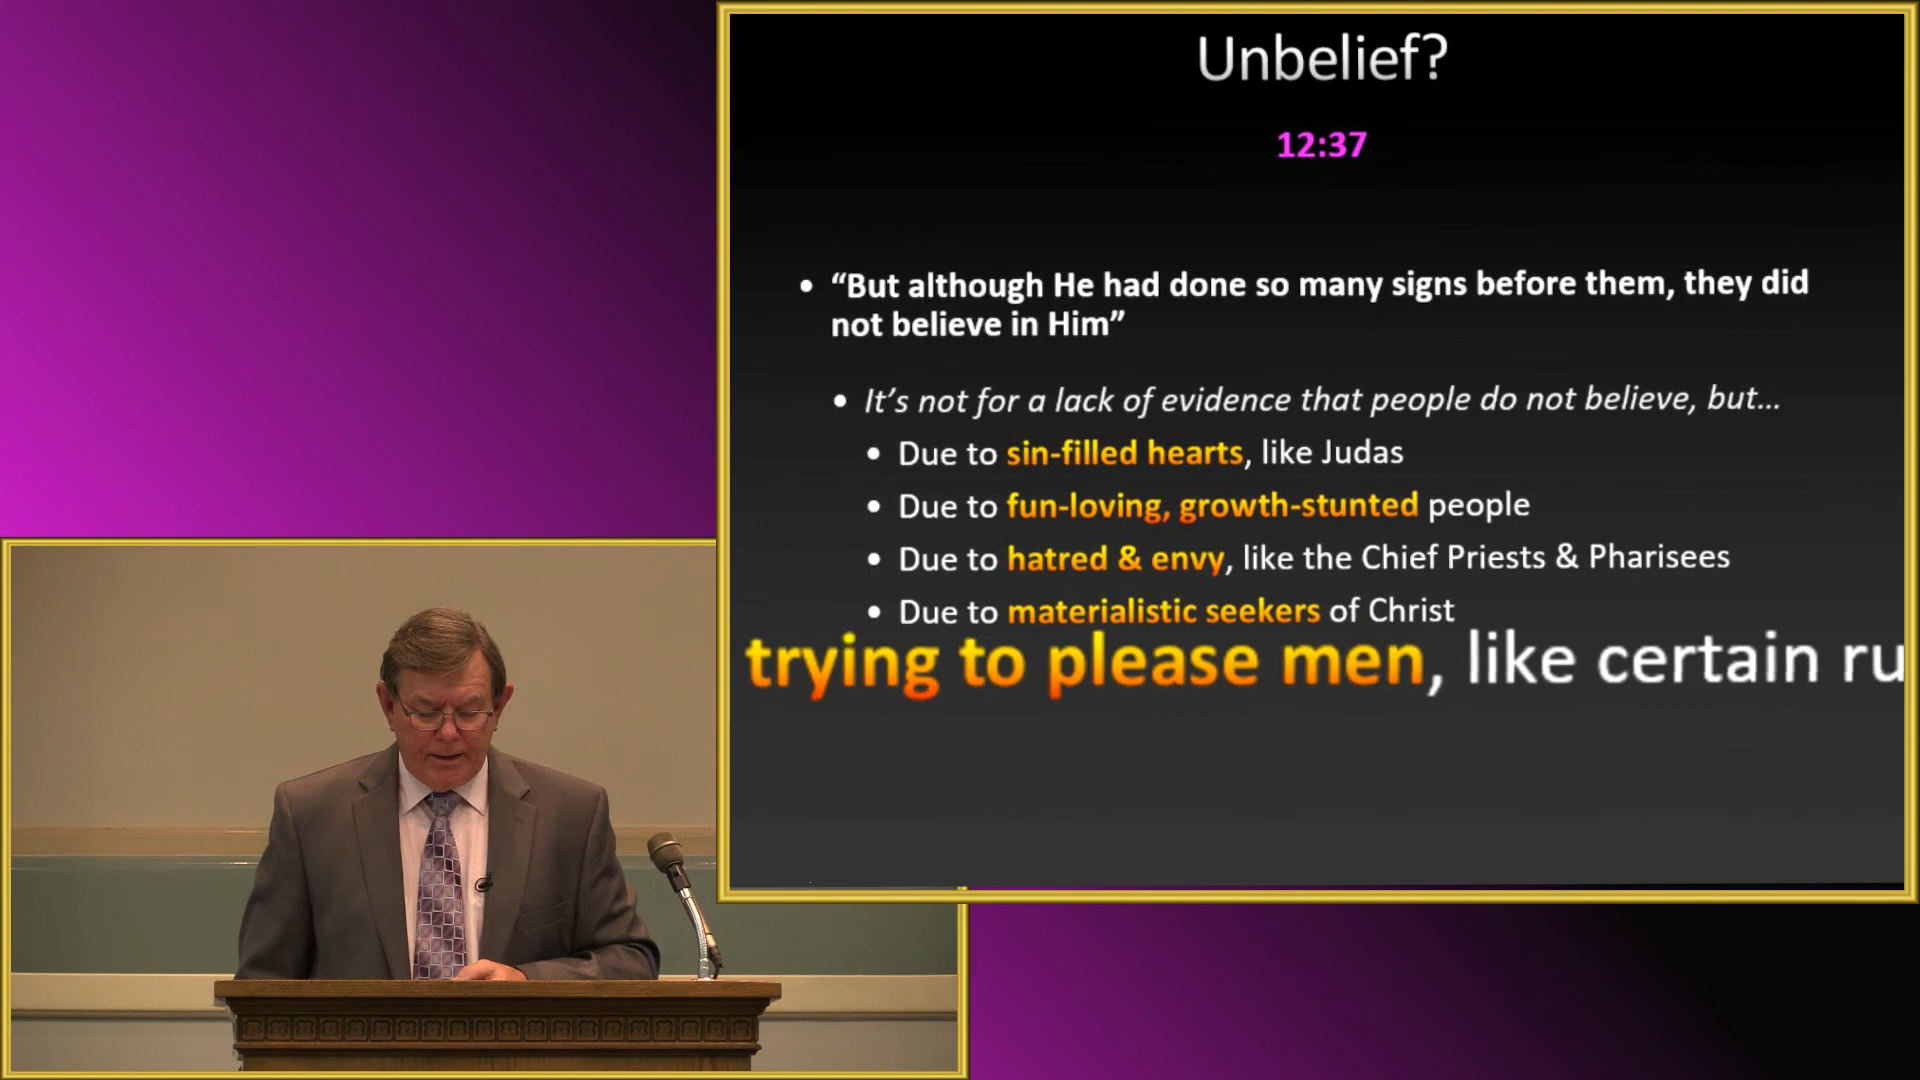 Unbelief?
12:37
• “But although He had done so many signs before them, they did
not believe in Him”
• It’s not for a lack of evidence that people do not believe, but…
• Due to sin-filled hearts, like Judas
• Due to fun-loving, growth-stunted people
• Due to hatred & envy, like the Chief Priests & Pharisees
• Due to materialistic seekers of Christ
trying to please men, like certain